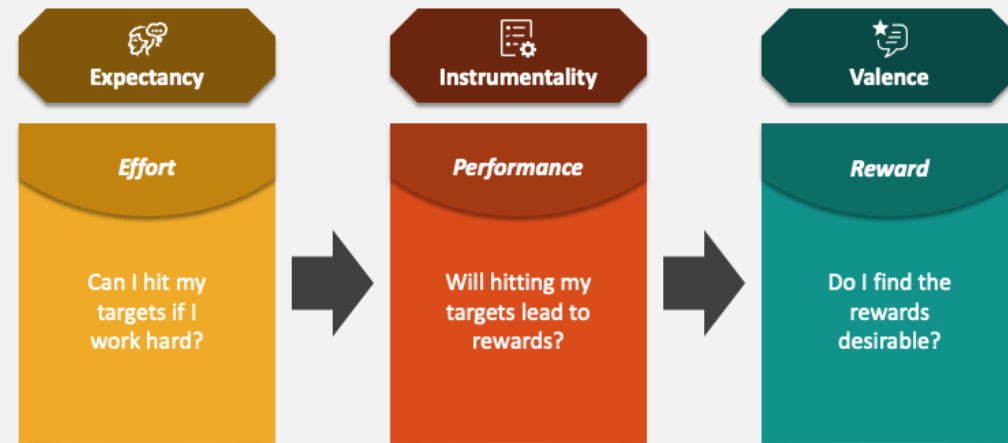 Expectancy
Instrumentality
Valence
Effort
Performance
Reward
Can I hit my
targets if I
work hard?
Will hitting my
targets lead to
rewards?
Do I find the
rewards
desirable?